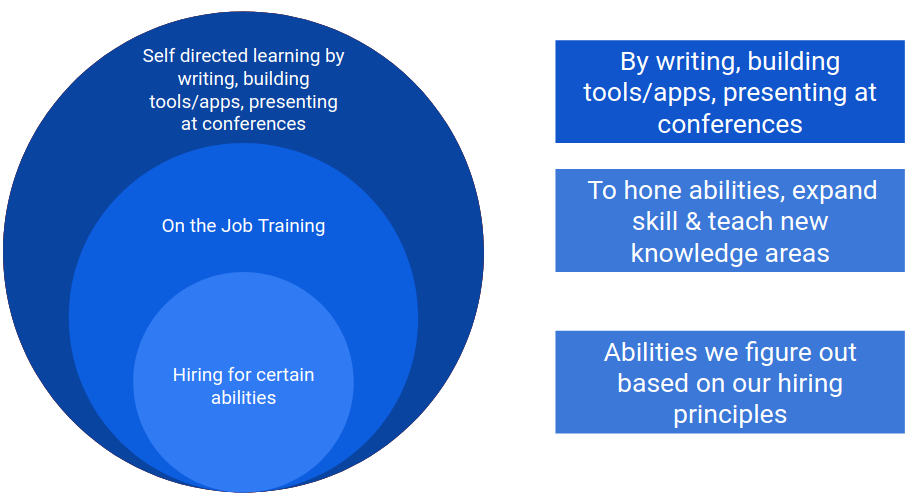 Self directed learning by
writing, building
tools/apps, presenting
at conferences
On the Job Training
Hiring for certain
abilities
By writing, building
tools/apps, presenting at
conferences
To hone abilities, expand
skill & teach new
knowledge areas
Abilities we figure out
based on our hiring
principles